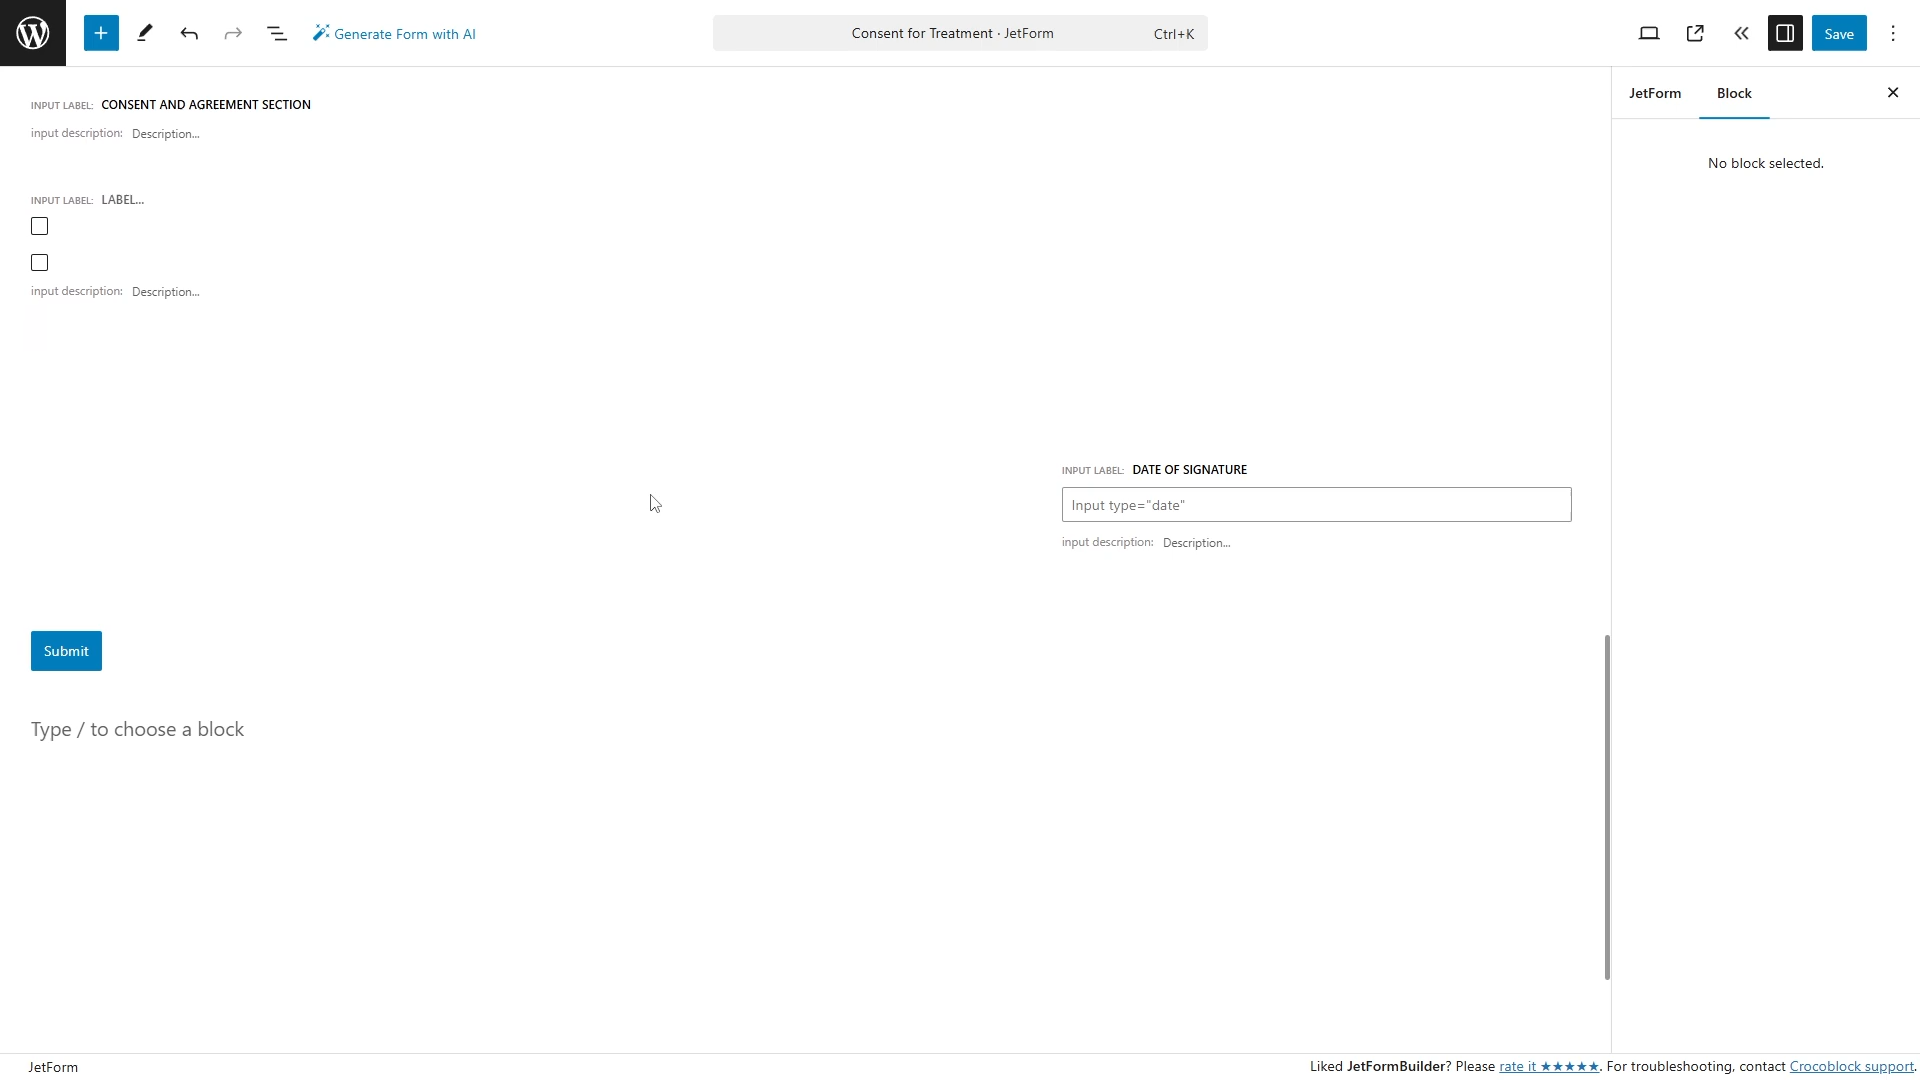 Generate Form with AI
Consent for Treatment · JetForm
Ctrl+K
Save
JetForm
Block
No block selected.
INPUT LABEL: CONSENT AND AGREEMENT SECTION
input description: Description...
INPUT LABEL: LABEL...
input description: Description...
INPUT LABEL: DATE OF SIGNATURE
Input type="date"
input description: Description...
Submit
Type / to choose a block
JetForm
Liked JetFormBuilder? Please rate it ★★★★★. For troubleshooting, contact Crocoblock support.